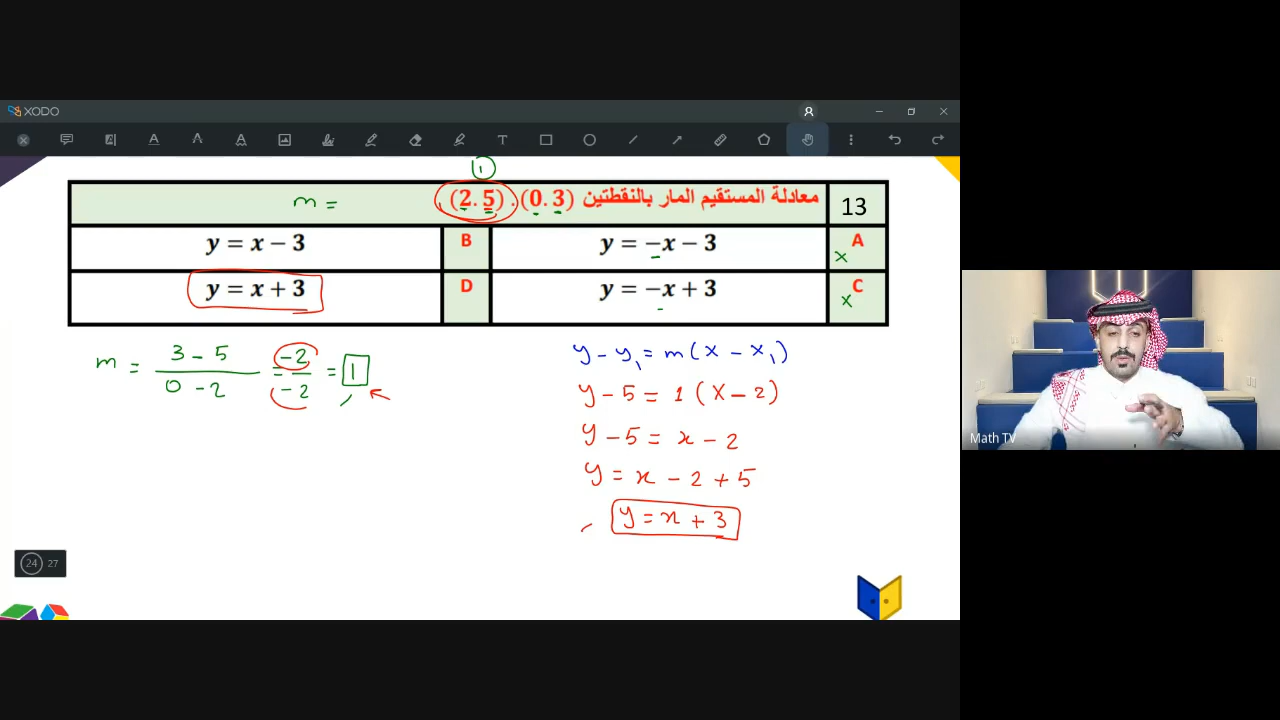 XODO
①
13 معادلة المستقيم المار بالنقطتين (0.3) . (2.5) m =
A y = −x − 3 B y = x − 3
x
C y = −x + 3 D y = x + 3
x
m = 3 - 5 / 0 - 2 = -2 / -2 = 1
y - y₁ = m(x - x₁)
y - 5 = 1 (x - 2)
y - 5 = x - 2
y = x - 2 + 5
y = x + 3
24 27
Math TV